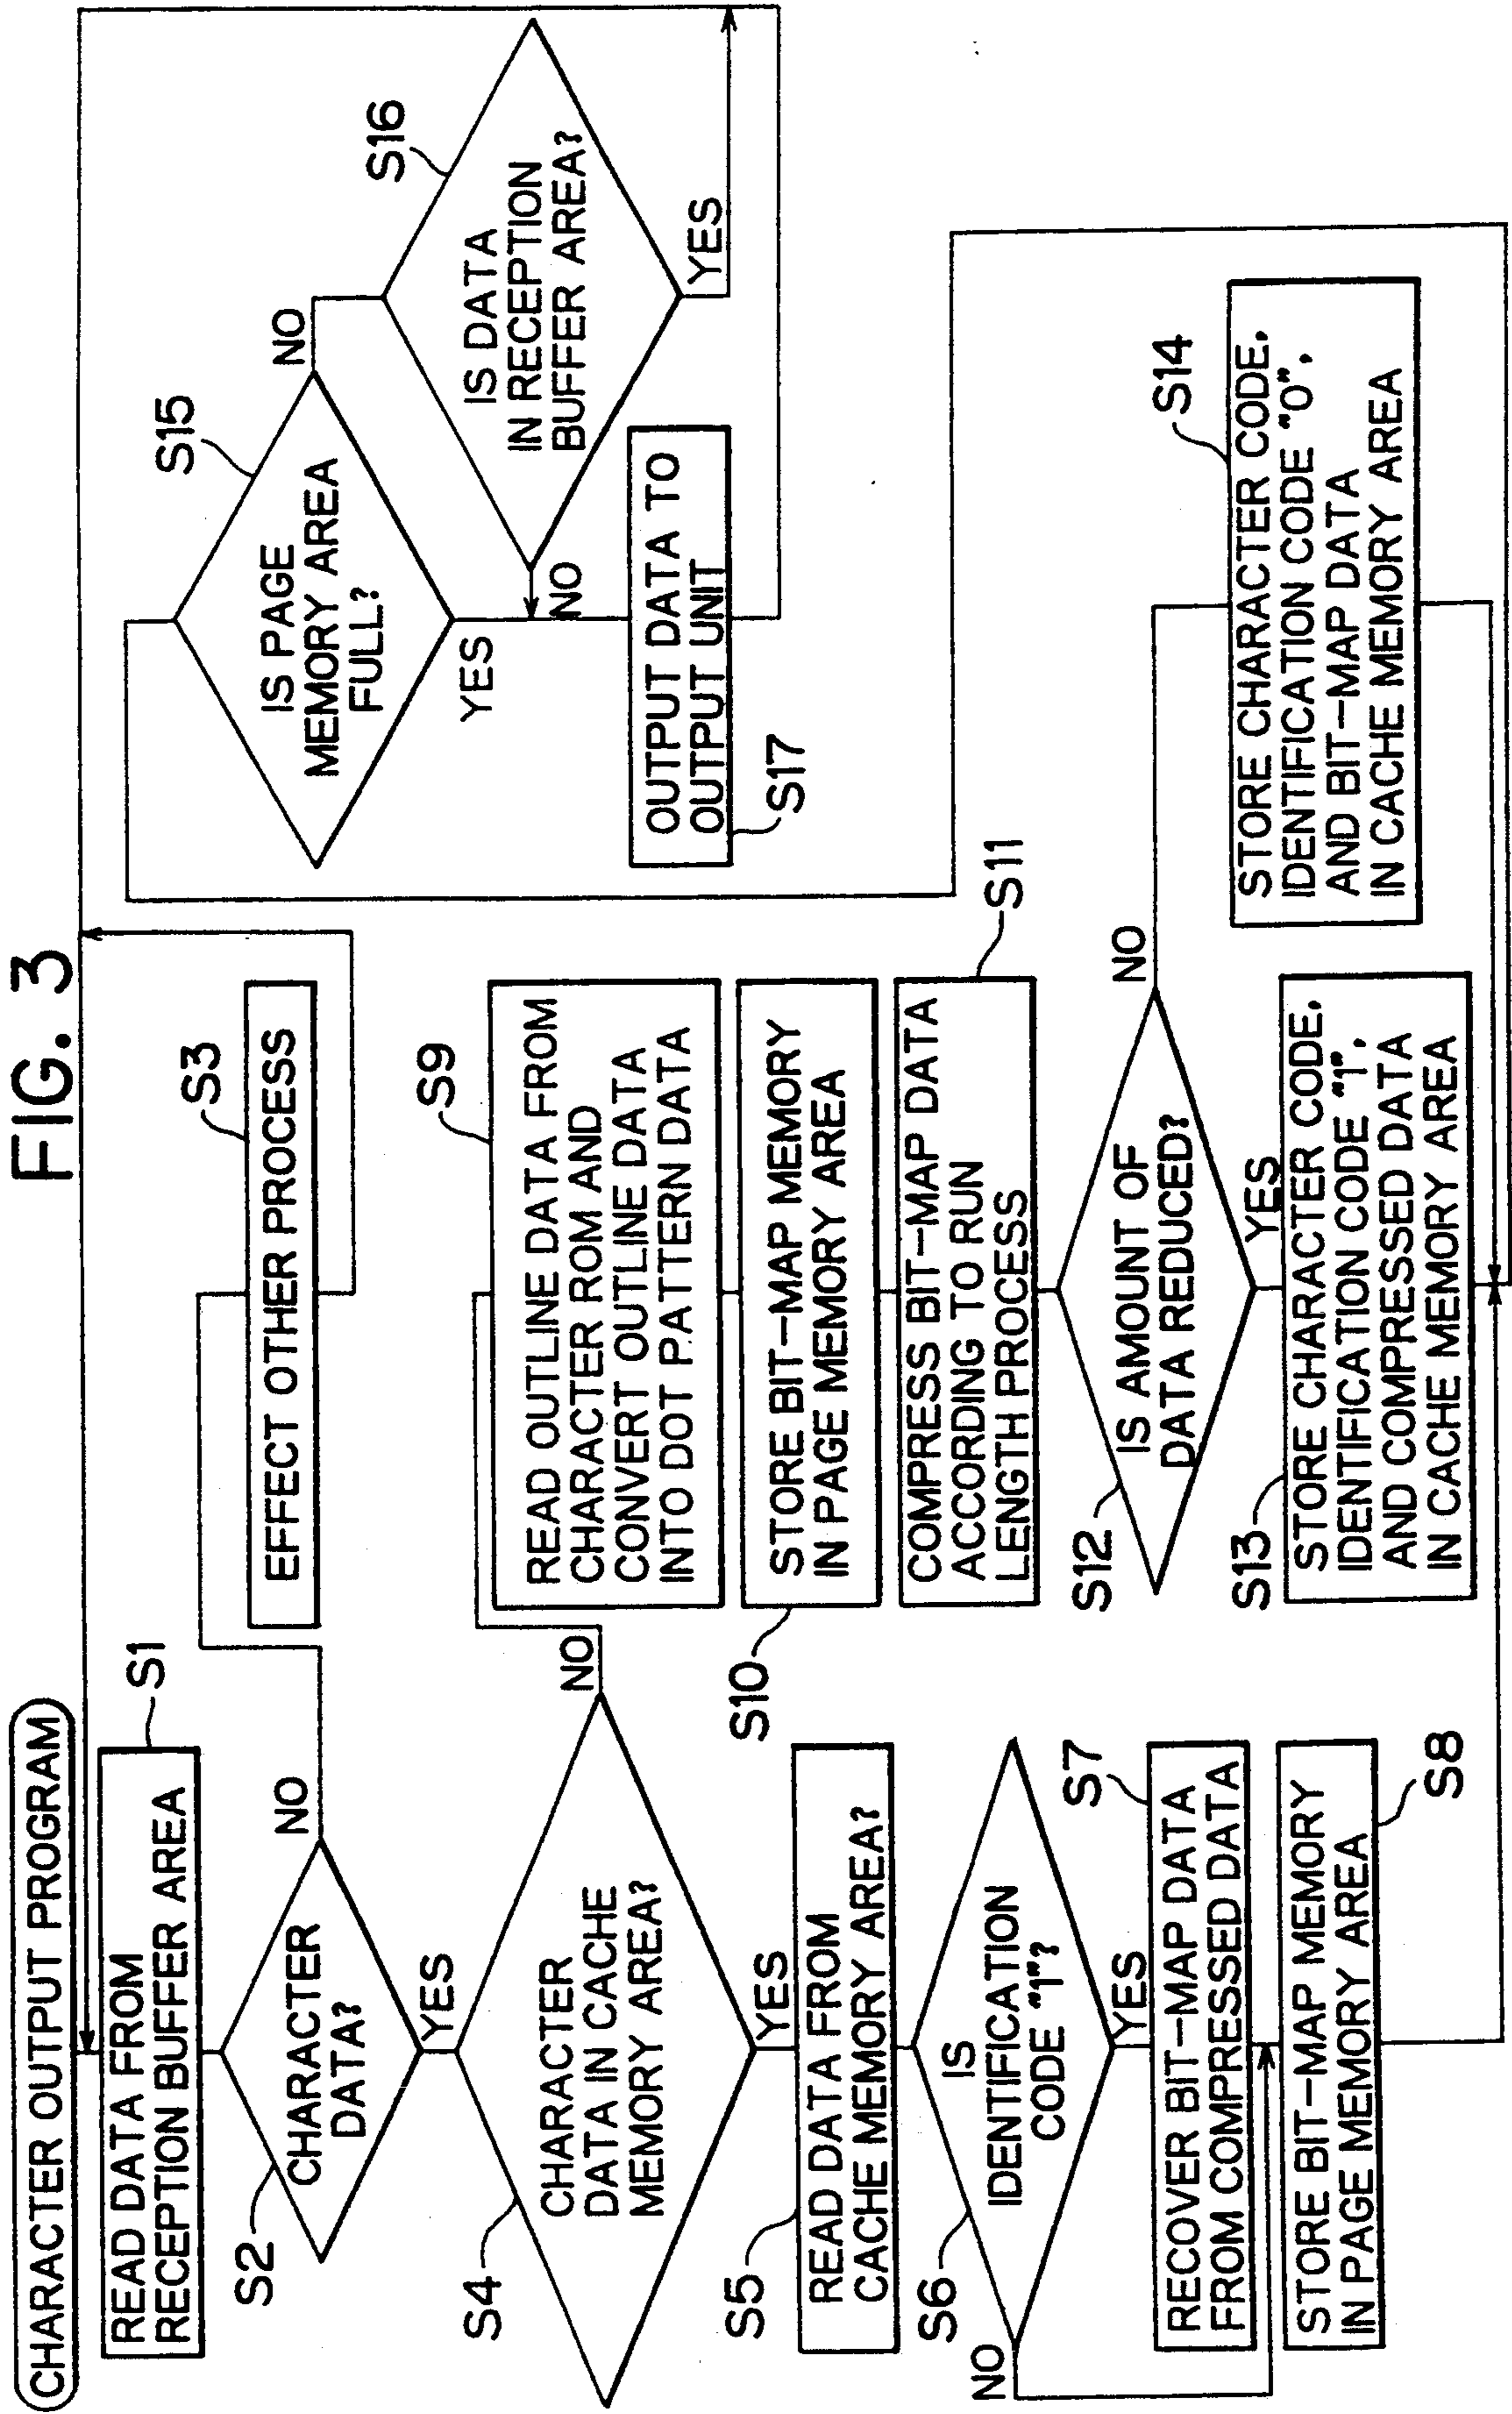 FIG. 3
CHARACTER OUTPUT PROGRAM
S1
READ DATA FROM
RECEPTION BUFFER AREA
S2
CHARACTER
DATA?
NO
YES
S3
EFFECT OTHER PROCESS
S4
CHARACTER
DATA IN CACHE
MEMORY AREA?
NO
YES
S5
READ DATA FROM
CACHE MEMORY AREA?
S6
IS
IDENTIFICATION
CODE "1"?
NO
YES
S7
RECOVER BIT-MAP DATA
FROM COMPRESSED DATA
STORE BIT-MAP MEMORY
IN PAGE MEMORY AREA
S8
S9
READ OUTLINE DATA FROM
CHARACTER ROM AND
CONVERT OUTLINE DATA
INTO DOT PATTERN DATA
S10
STORE BIT-MAP MEMORY
IN PAGE MEMORY AREA
S11
COMPRESS BIT-MAP DATA
ACCORDING TO RUN
LENGTH PROCESS
S12
IS AMOUNT OF
DATA REDUCED?
NO
YES
S13
STORE CHARACTER CODE,
IDENTIFICATION CODE "1",
AND COMPRESSED DATA
IN CACHE MEMORY AREA
S14
STORE CHARACTER CODE,
IDENTIFICATION CODE "0",
AND BIT-MAP DATA
IN CACHE MEMORY AREA
S15
IS PAGE
MEMORY AREA
FULL?
NO
YES
S16
IS DATA
IN RECEPTION
BUFFER AREA?
NO
YES
OUTPUT DATA TO
OUTPUT UNIT
S17